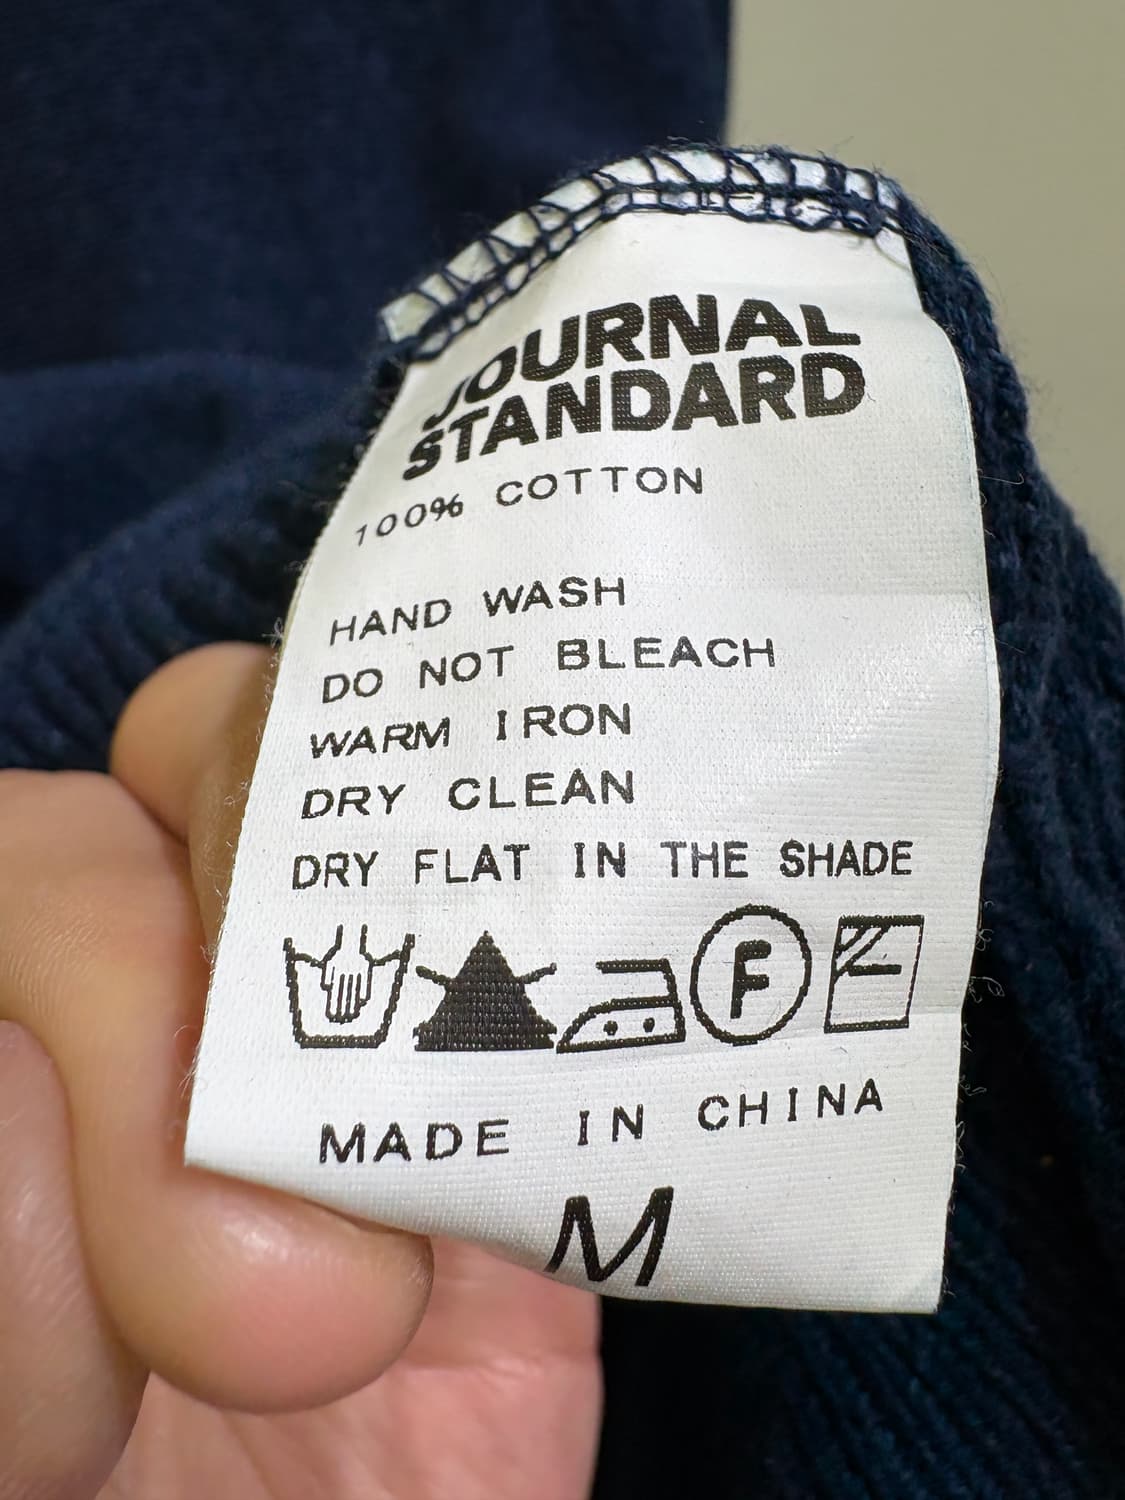 JOURNAL
STANDARD
100% COTTON
HAND WASH
DO NOT BLEACH
WARM IRON
DRY CLEAN
DRY FLAT IN THE SHADE
F
MADE IN CHINA
M